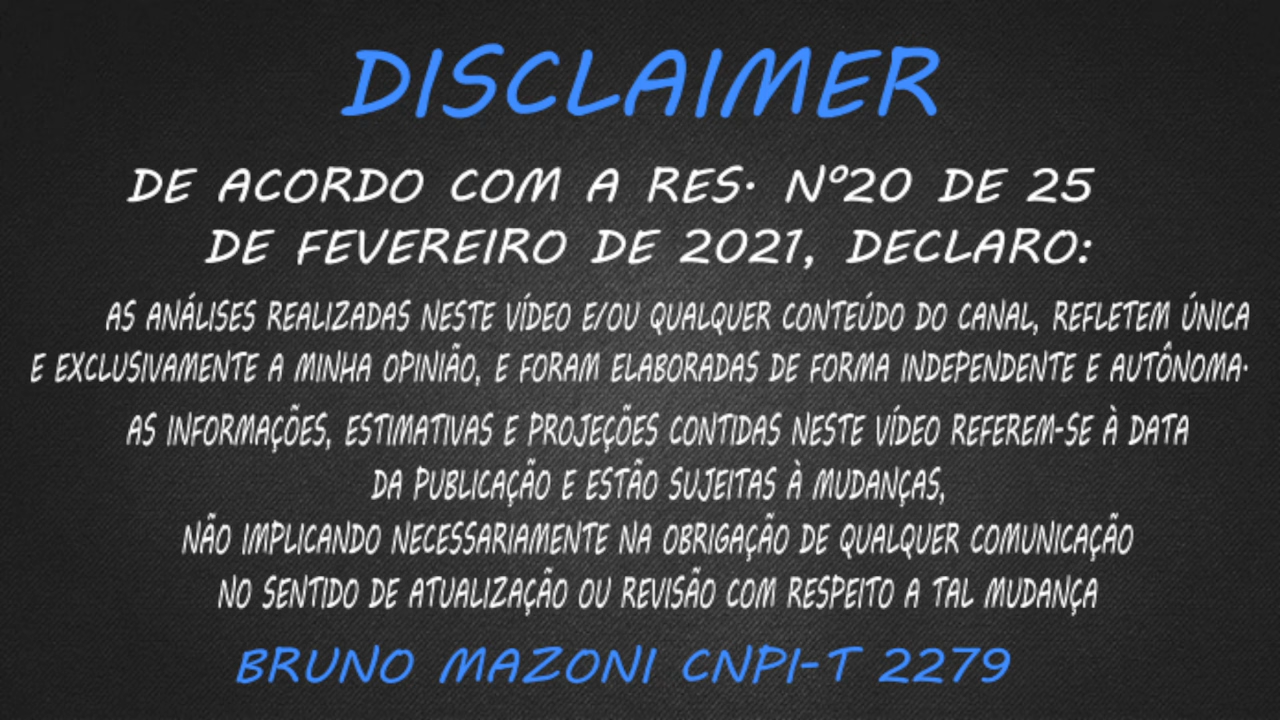 DISCLAIMER
DE ACORDO COM A RES. Nº20 DE 25
DE FEVEREIRO DE 2021, DECLARO:
AS ANÁLISES REALIZADAS NESTE VÍDEO E/OU QUALQUER CONTEÚDO DO CANAL, REFLETEM ÚNICA
E EXCLUSIVAMENTE A MINHA OPINIÃO, E FORAM ELABORADAS DE FORMA INDEPENDENTE E AUTÔNOMA.
AS INFORMAÇÕES, ESTIMATIVAS E PROJEÇÕES CONTIDAS NESTE VÍDEO REFEREM-SE À DATA
DA PUBLICAÇÃO E ESTÃO SUJEITAS À MUDANÇAS,
NÃO IMPLICANDO NECESSARIAMENTE NA OBRIGAÇÃO DE QUALQUER COMUNICAÇÃO
NO SENTIDO DE ATUALIZAÇÃO OU REVISÃO COM RESPEITO A TAL MUDANÇA
BRUNO MAZONI CNPI-T 2279